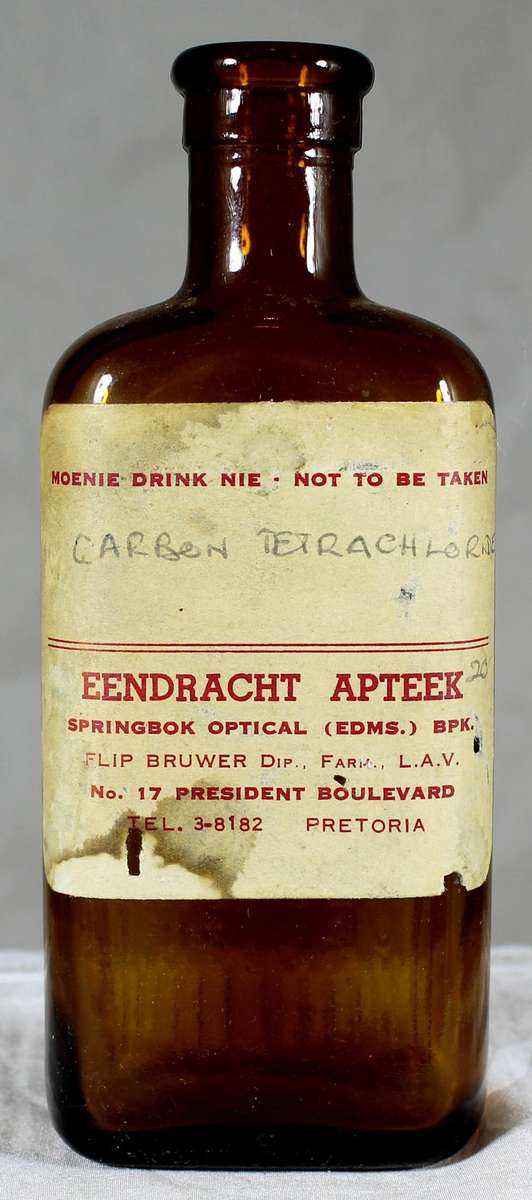 MOENIE DRINK NIE · NOT TO BE TAKEN
CARBON TETRACHLORIDE
EENDRACHT APTEEK
20
SPRINGBOK OPTICAL (EDMS.) BPK.
FLIP BRUWER DIP., FARM., L.A.V.
No. 17 PRESIDENT BOULEVARD
TEL. 3-8182 PRETORIA